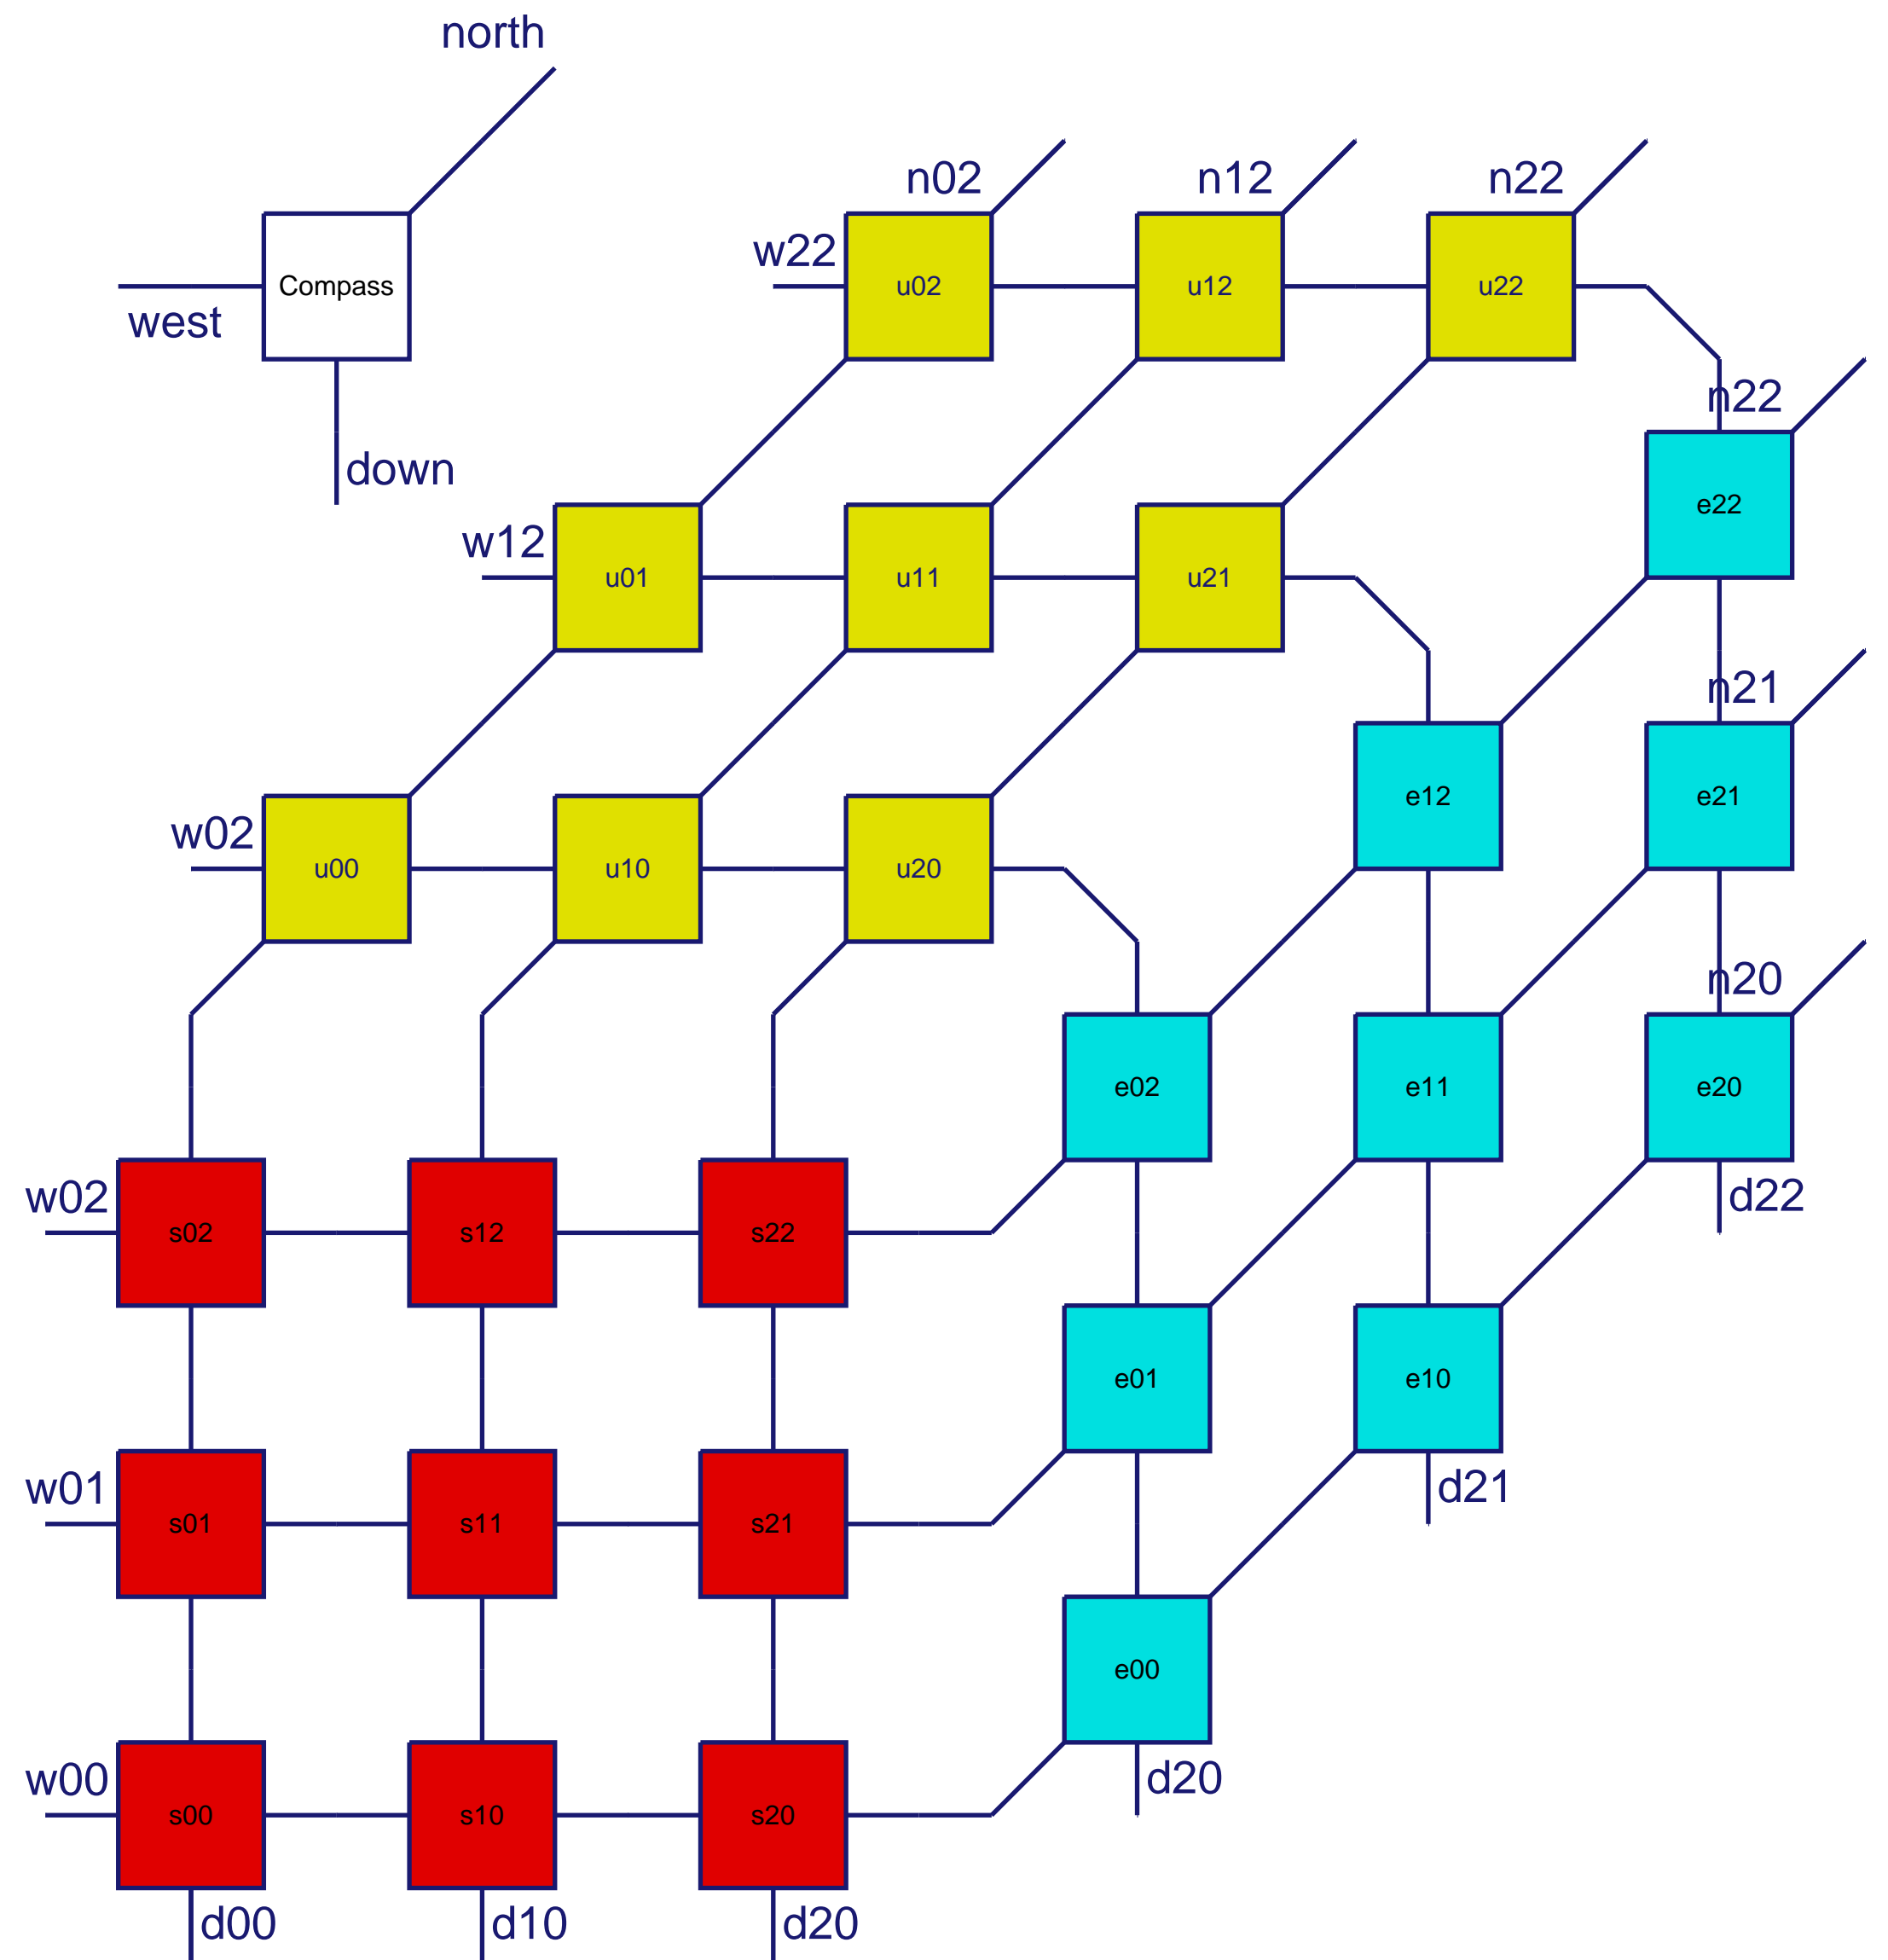 north
n02 n12 n22
w22
Compass u02 u12 u22
west
n22
down
e22
w12
u01 u11 u21
n21
e12 e21
w02
u00 u10 u20
n20
e02 e11 e20
w02 d22
s02 s12 s22
e01 e10
w01 d21
s01 s11 s21
e00
w00 d20
s00 s10 s20
d00 d10 d20